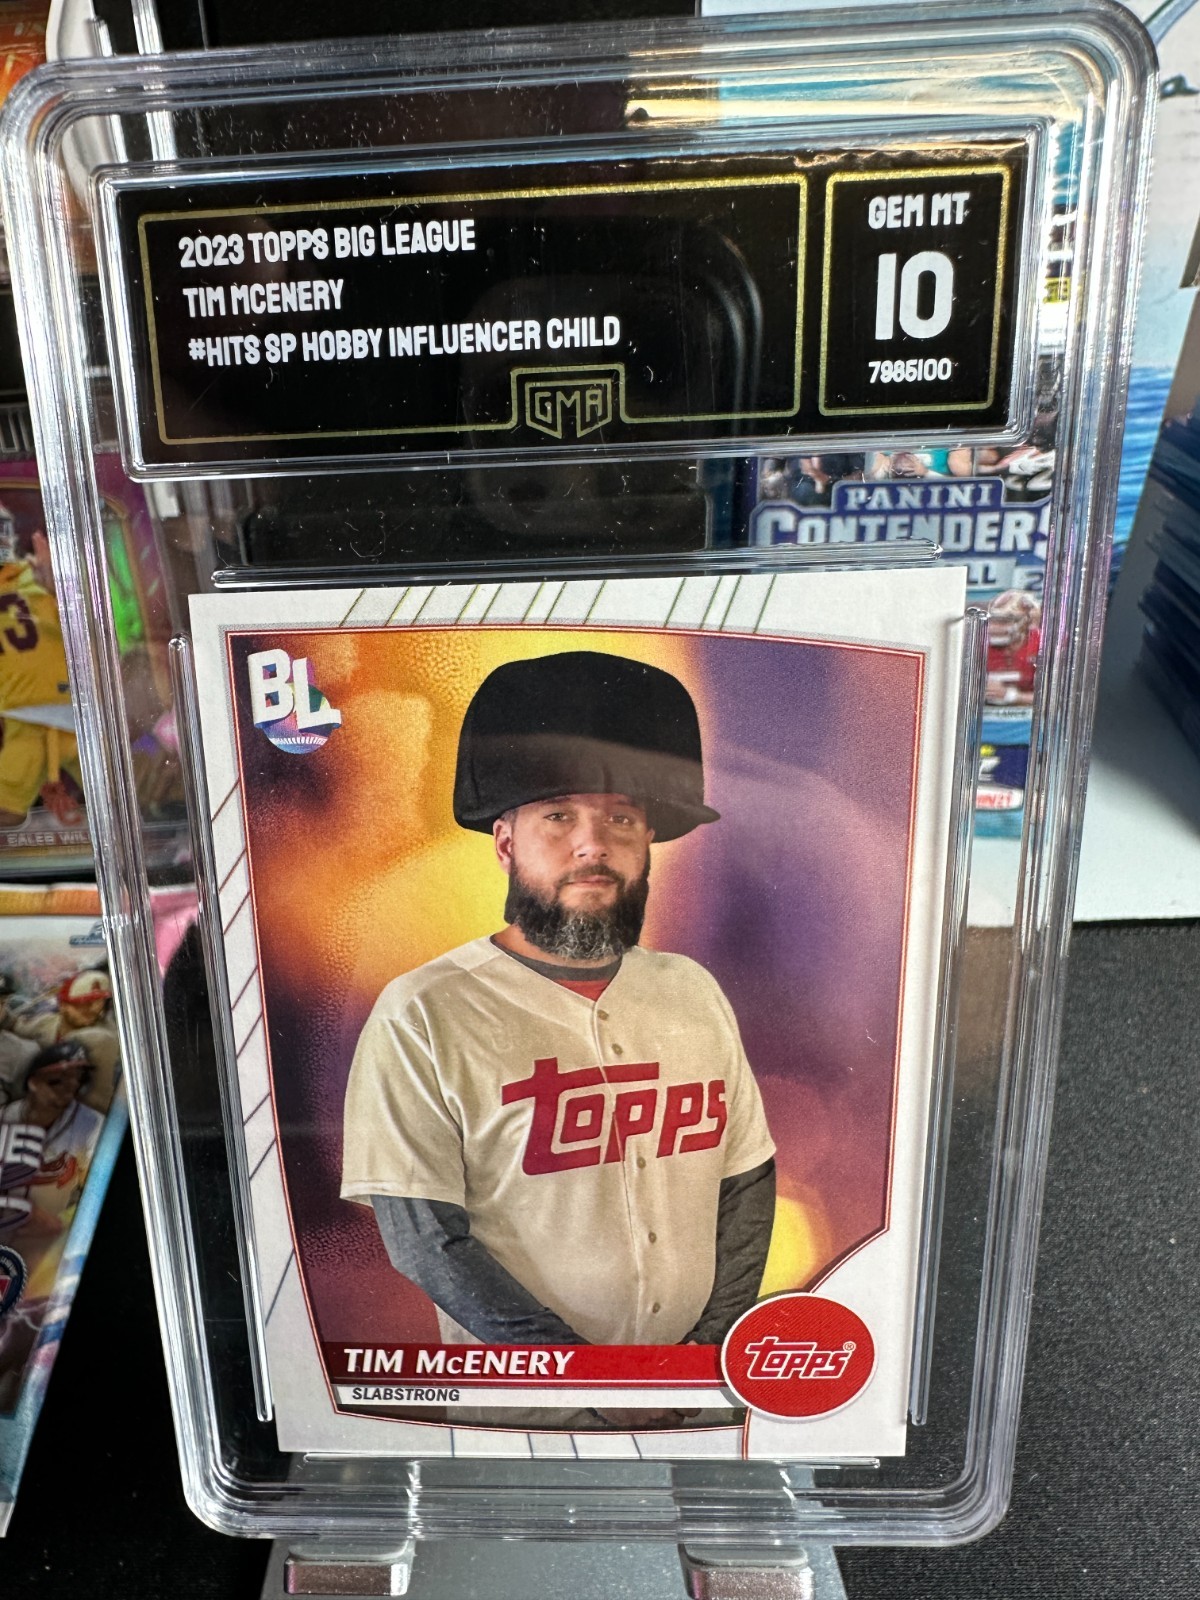 2023 TOPPS BIG LEAGUE
TIM MCENERY
#HITS SP HOBBY INFLUENCER CHILD
GMA
GEM MT
10
7985100
PANINI
CONTENDERS
BL
TOPPS
TIM McENERY
SLABSTRONG
TOPPS®